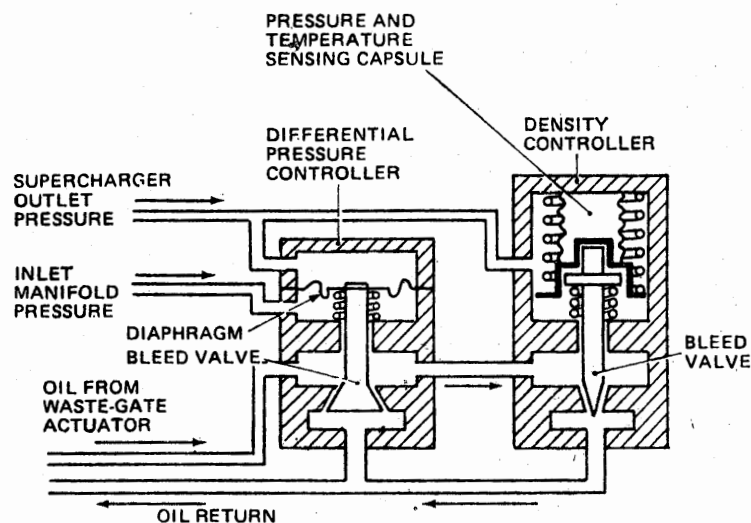 PRESSURE AND
TEMPERATURE
SENSING CAPSULE
DENSITY
CONTROLLER
DIFFERENTIAL
PRESSURE
CONTROLLER
SUPERCHARGER
OUTLET
PRESSURE
INLET
MANIFOLD
PRESSURE
DIAPHRAGM
BLEED VALVE
BLEED
VALVE
OIL FROM
WASTE-GATE
ACTUATOR
OIL RETURN